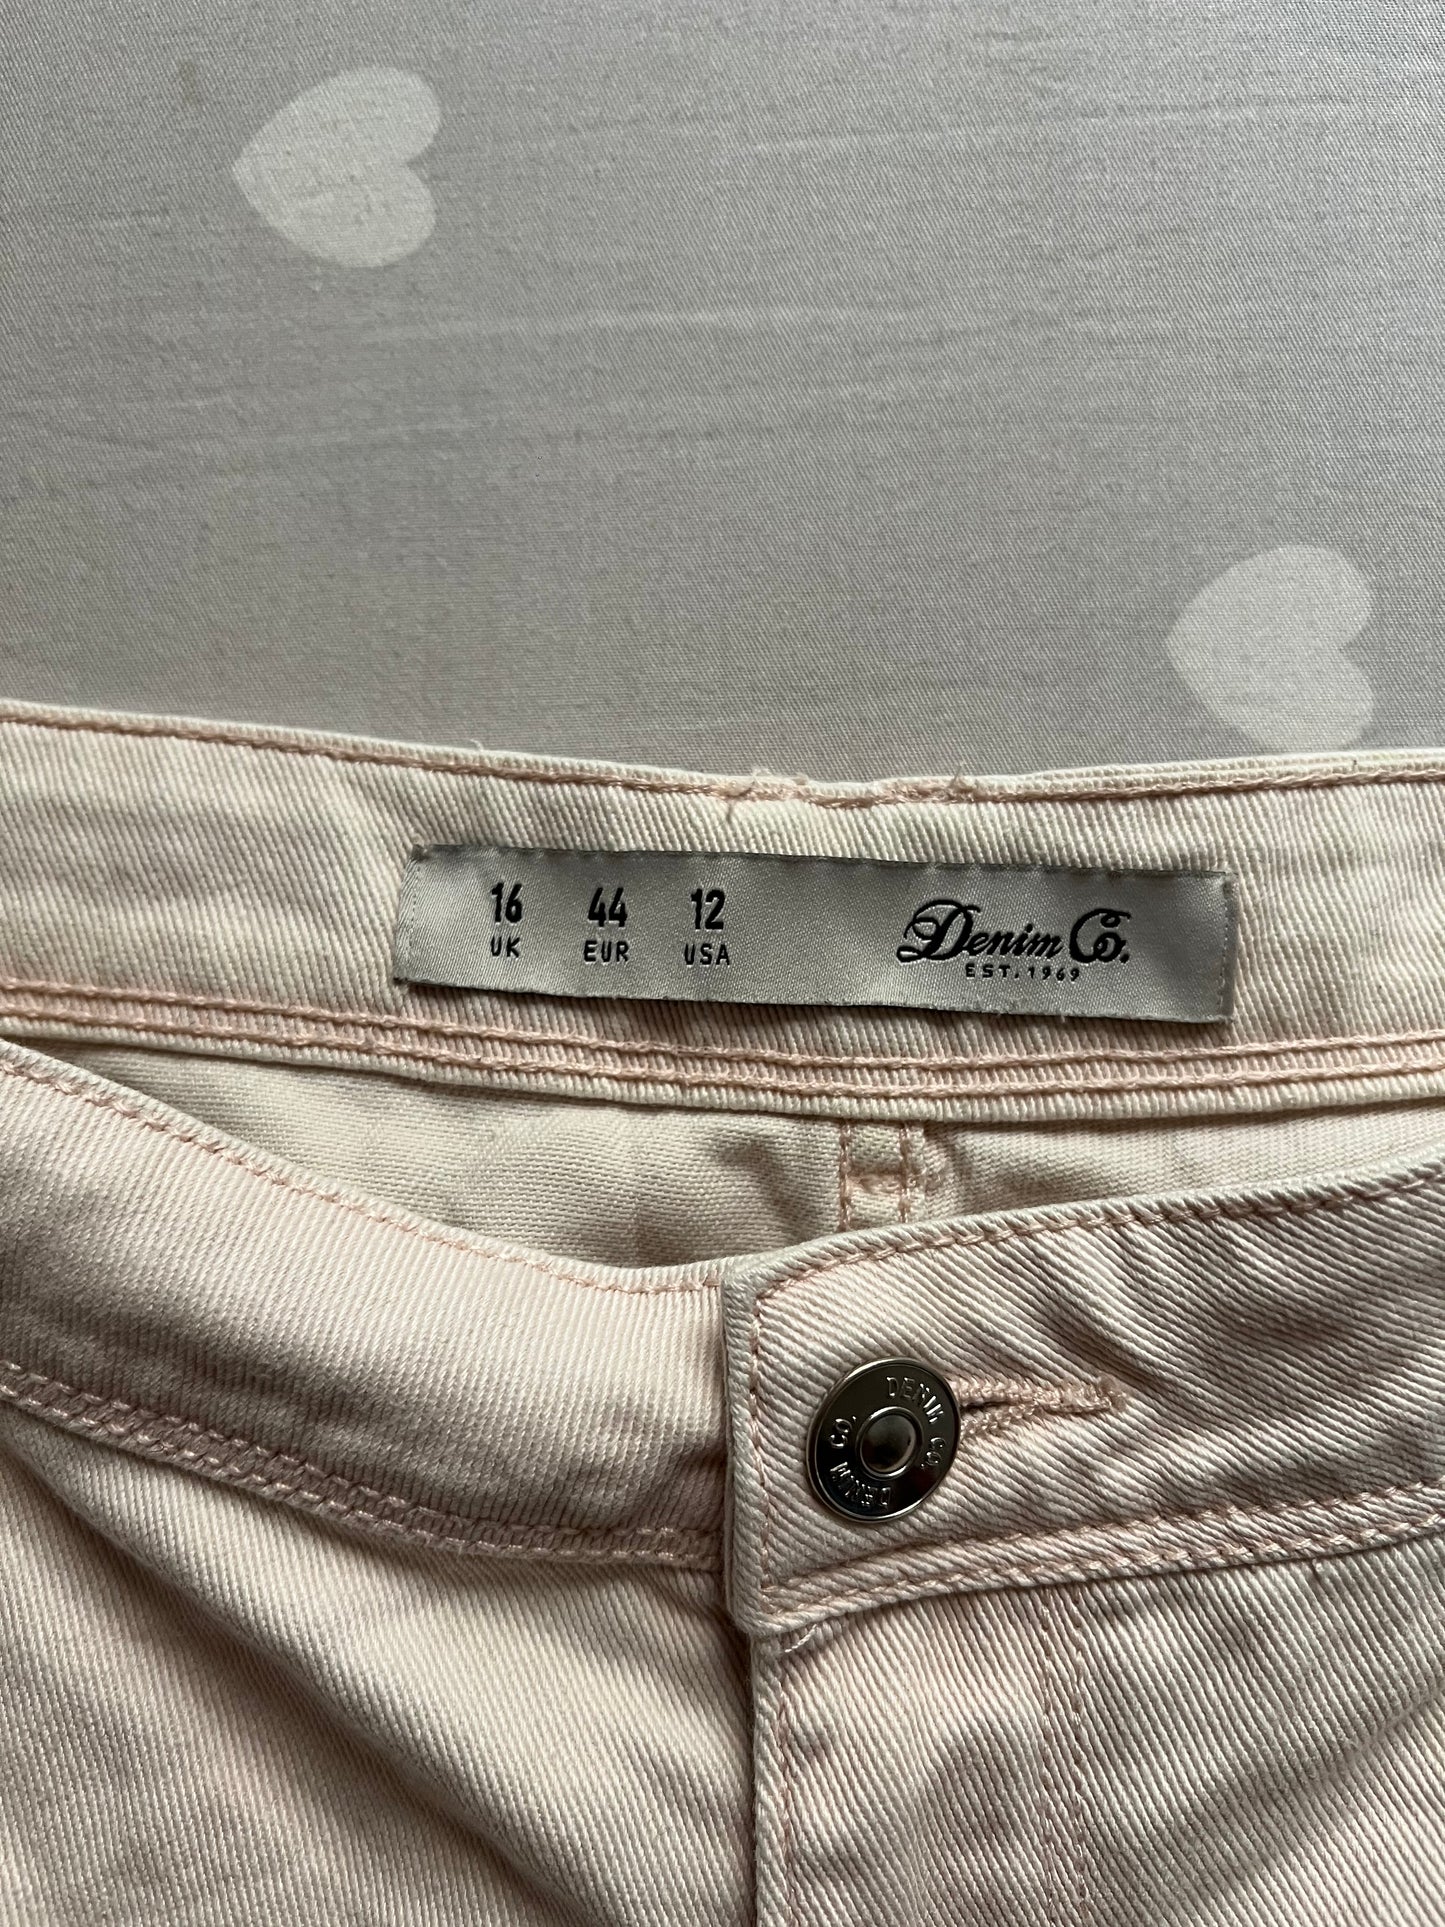 16 44 12 Denim Co.
UK EUR USA EST. 1969
DENIM CO
DENIM CO.